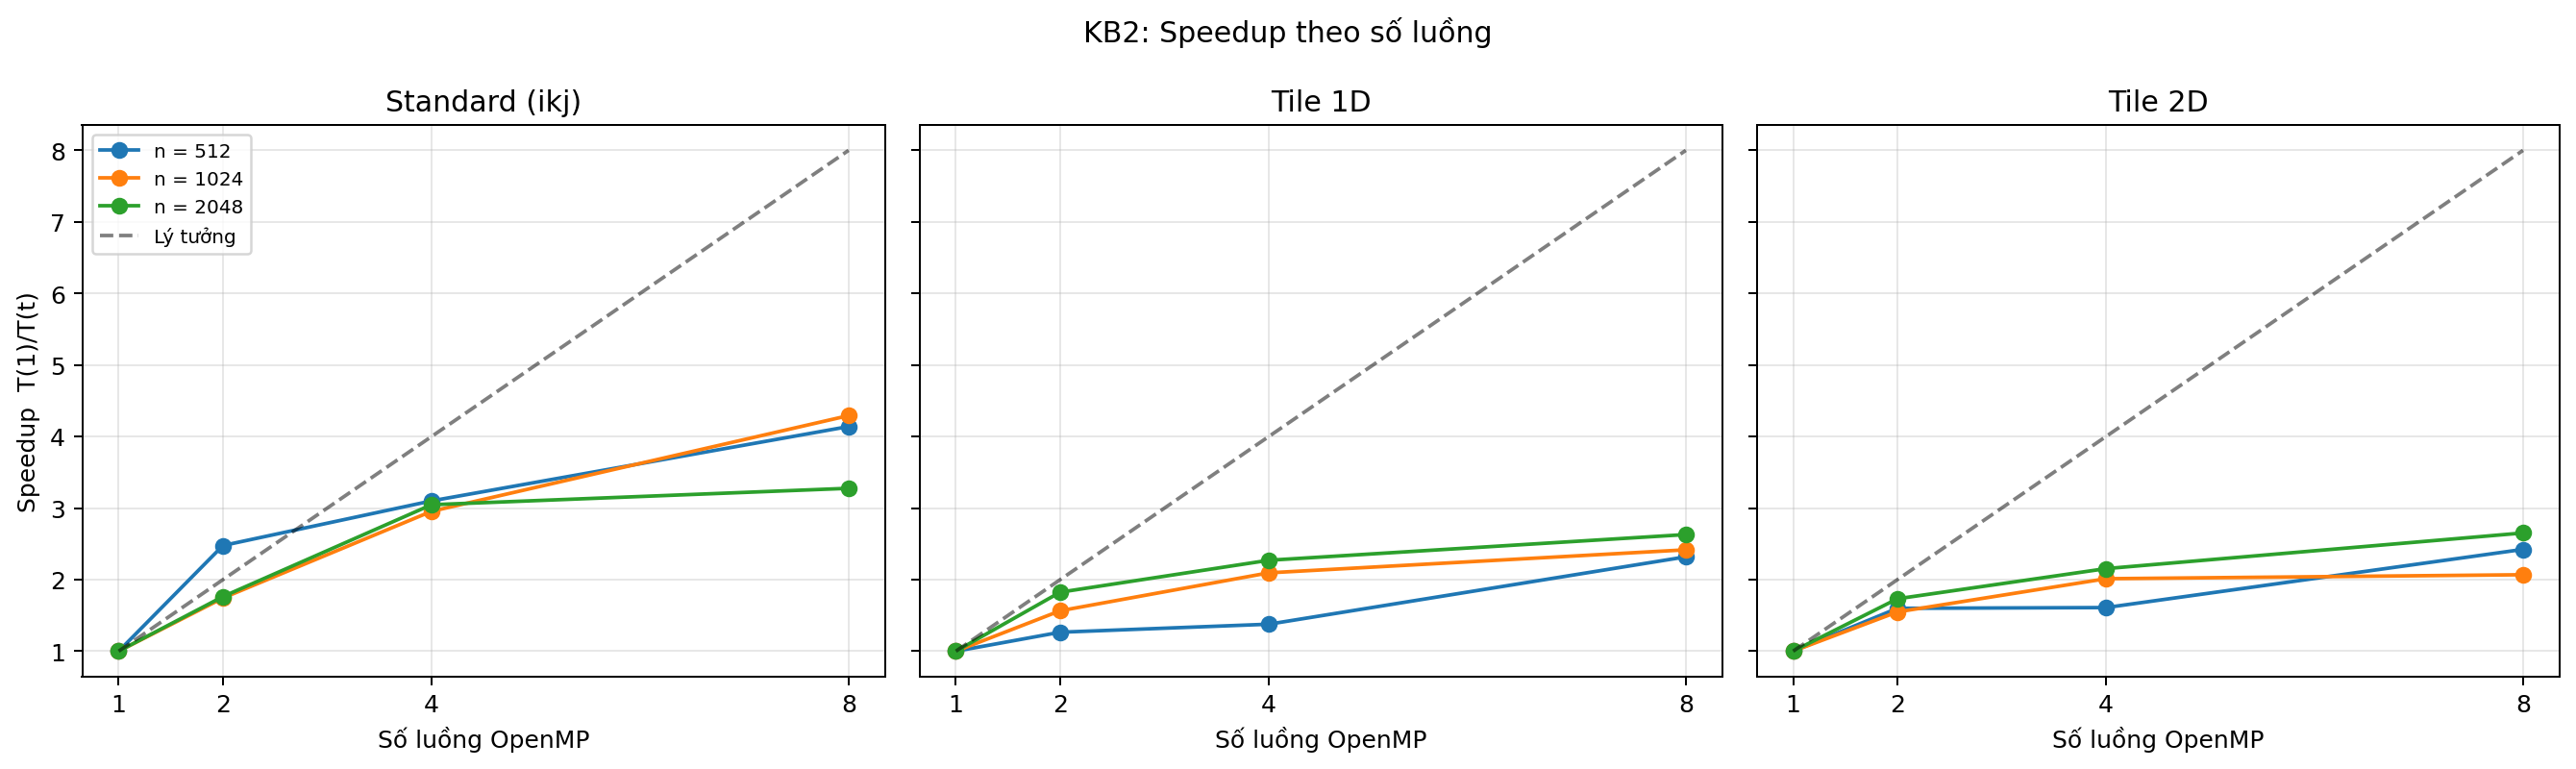 KB2: Speedup theo số luồng
Standard (ikj)
n = 512
n = 1024
n = 2048
Lý tưởng
8
7
6
5
4
3
2
1
Speedup T(1)/T(t)
1 2 4 8
Số luồng OpenMP
Tile 1D
1 2 4 8
Số luồng OpenMP
Tile 2D
1 2 4 8
Số luồng OpenMP